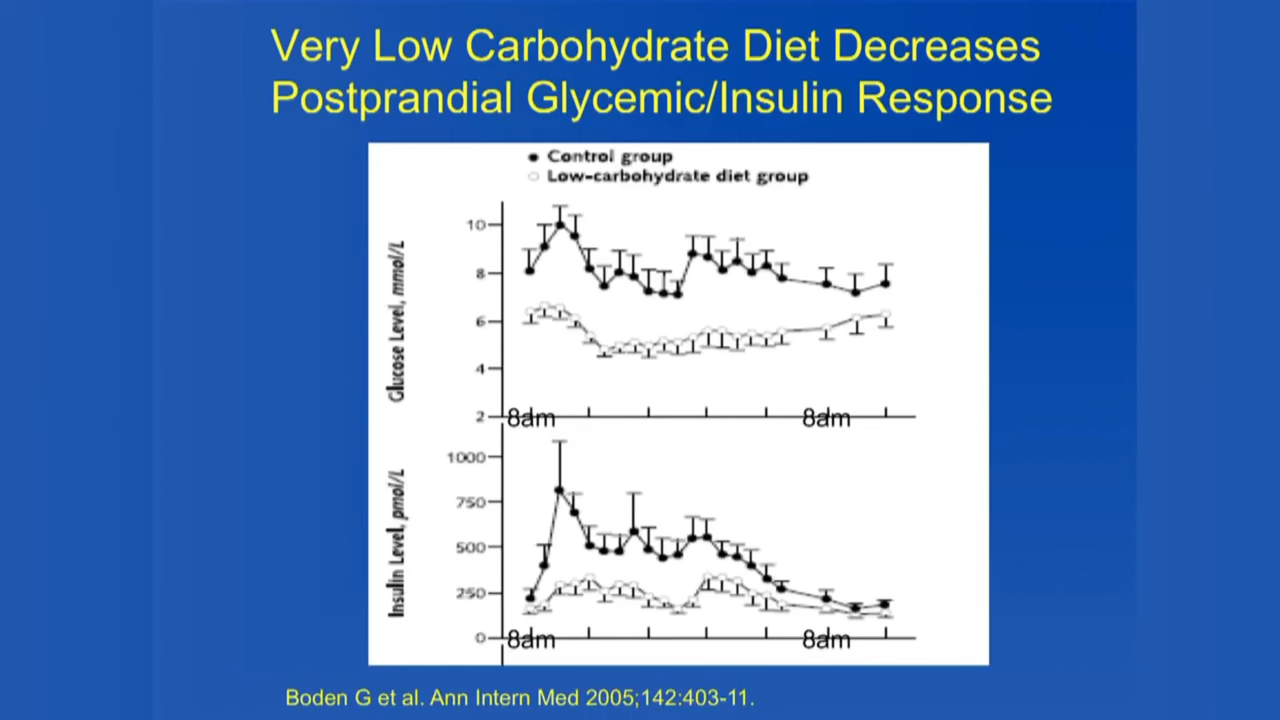 Very Low Carbohydrate Diet Decreases
Postprandial Glycemic/Insulin Response
Control group
Low-carbohydrate diet group
Glucose Level, mmol/L
10
8
6
4
2
8am 8am
Insulin Level, pmol/L
1000
750
500
250
0
8am 8am
Boden G et al. Ann Intern Med 2005;142:403-11.